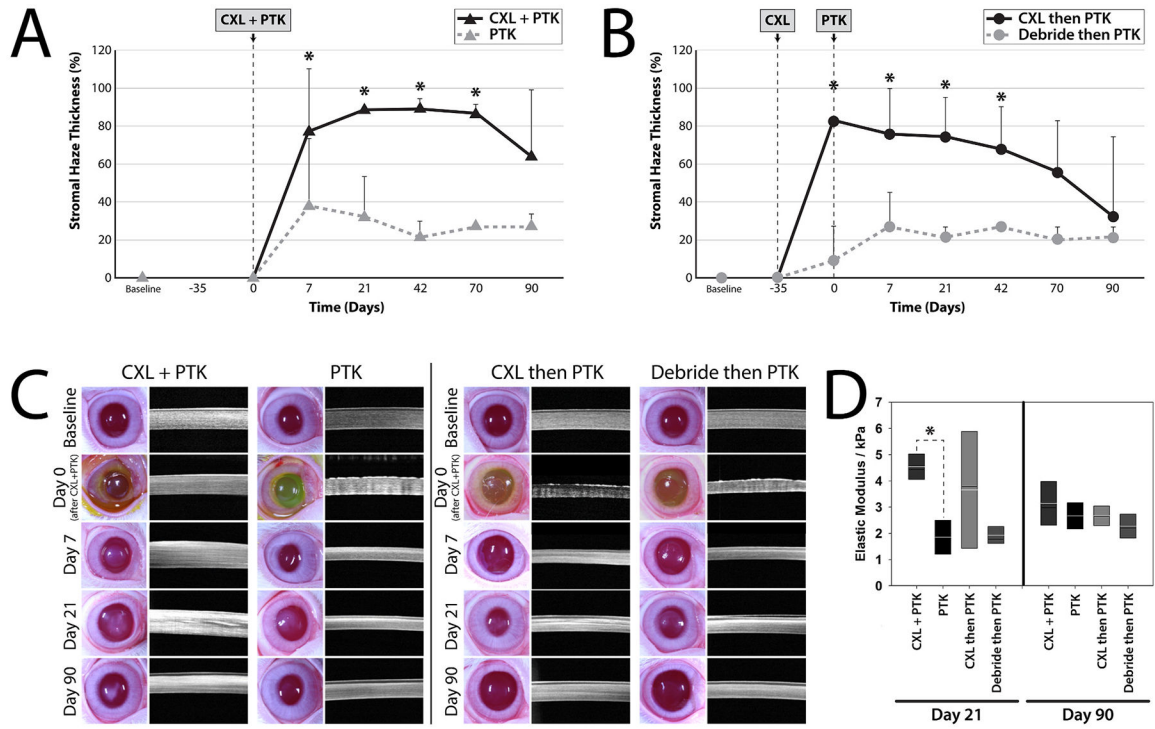 A
CXL + PTK
CXL + PTK
PTK
Stromal Haze Thickness (%)
120
100
80
60
40
20
0
*
*
*
*
Baseline
-35
0
7
21
42
70
90
Time (Days)
B
CXL
PTK
CXL then PTK
Debride then PTK
Stromal Haze Thickness (%)
120
100
80
60
40
20
0
*
*
*
*
Baseline
-35
0
7
21
42
70
90
Time (Days)
C
CXL + PTK
PTK
CXL then PTK
Debride then PTK
Baseline
Day 0
(after CXL+PTK)
Day 7
Day 21
Day 90
Baseline
Day 0
(after CXL+PTK)
Day 7
Day 21
Day 90
D
Elastic Modulus / kPa
7
6
5
4
3
2
1
0
*
CXL + PTK
PTK
CXL then PTK
Debride then PTK
CXL + PTK
PTK
CXL then PTK
Debride then PTK
Day 21
Day 90